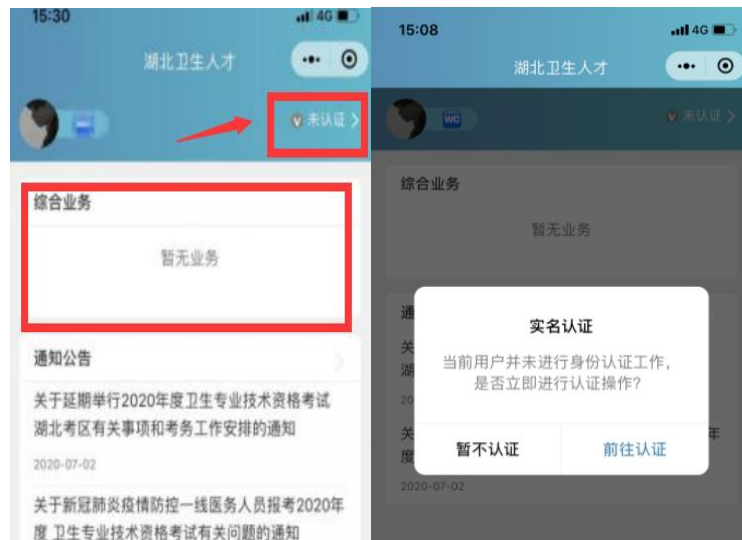 15:30
4G
湖北卫生人才
未认证
综合业务
暂无业务
通知公告
关于延期举行2020年度卫生专业技术资格考试
湖北考区有关事项和考务工作安排的通知
2020-07-02
关于新冠肺炎疫情防控一线医务人员报考2020年
度 卫生专业技术资格考试有关问题的通知
15:08
4G
湖北卫生人才
WC
未认证
综合业务
暂无业务
通
关
湖
20
实名认证
当前用户并未进行身份认证工作，
是否立即进行认证操作？
暂不认证
前往认证
关
年
度
2020-07-02